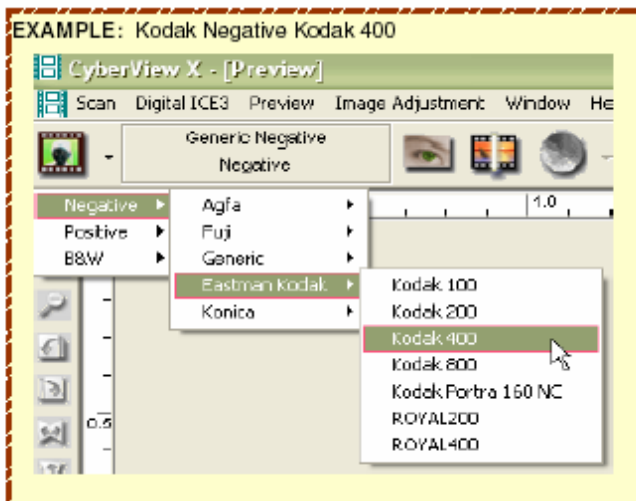 EXAMPLE: Kodak Negative Kodak 400
CyberView X - [Preview]
Scan Digital ICE3 Preview Image Adjustment Window He
Generic Negative
Negative
Negative
Positive
B&W
Agfa
Fuji
Generic
Eastman Kodak
Konica
1.0
Kodak 100
Kodak 200
Kodak 400
Kodak 800
Kodak Portra 160 NC
ROYAL200
ROYAL400
0.5